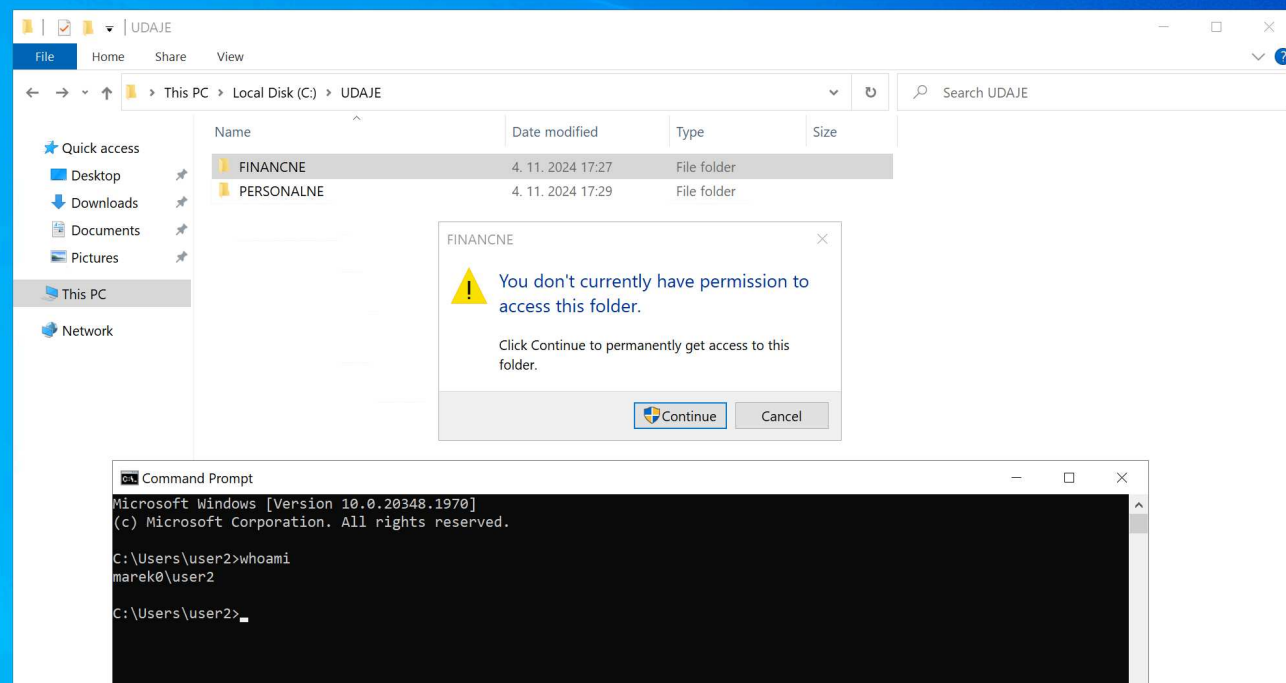 UDAJE
File Home Share View
This PC > Local Disk (C:) > UDAJE
Search UDAJE
Name Date modified Type Size
Quick access
Desktop
Downloads
Documents
Pictures
This PC
Network
FINANCNE 4. 11. 2024 17:27 File folder
PERSONALNE 4. 11. 2024 17:29 File folder
FINANCNE
You don't currently have permission to
access this folder.
Click Continue to permanently get access to this
folder.
Continue Cancel
Command Prompt
Microsoft Windows [Version 10.0.20348.1970]
(c) Microsoft Corporation. All rights reserved.
C:\Users\user2>whoami
marek0\user2
C:\Users\user2>